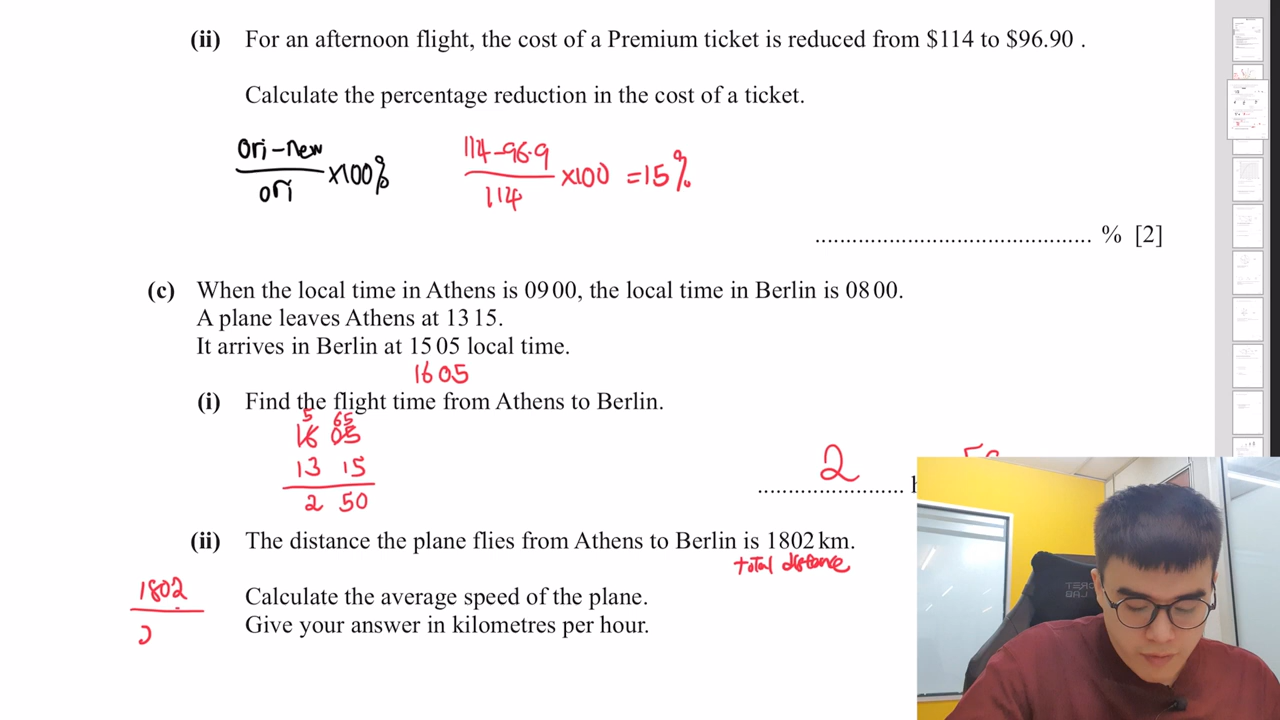 (ii) For an afternoon flight, the cost of a Premium ticket is reduced from $114 to $96.90 .
Calculate the percentage reduction in the cost of a ticket.
ori-new
ori
×100%
114-96.9
114
×100 =15%
................................ % [2]
(c) When the local time in Athens is 09 00, the local time in Berlin is 08 00.
A plane leaves Athens at 13 15.
It arrives in Berlin at 15 05 local time.
16 05
(i) Find the flight time from Athens to Berlin.
5 65
16 05
13 15
2 50
2
........................ h
(ii) The distance the plane flies from Athens to Berlin is 1802 km.
total distance
1802
2
Calculate the average speed of the plane.
Give your answer in kilometres per hour.